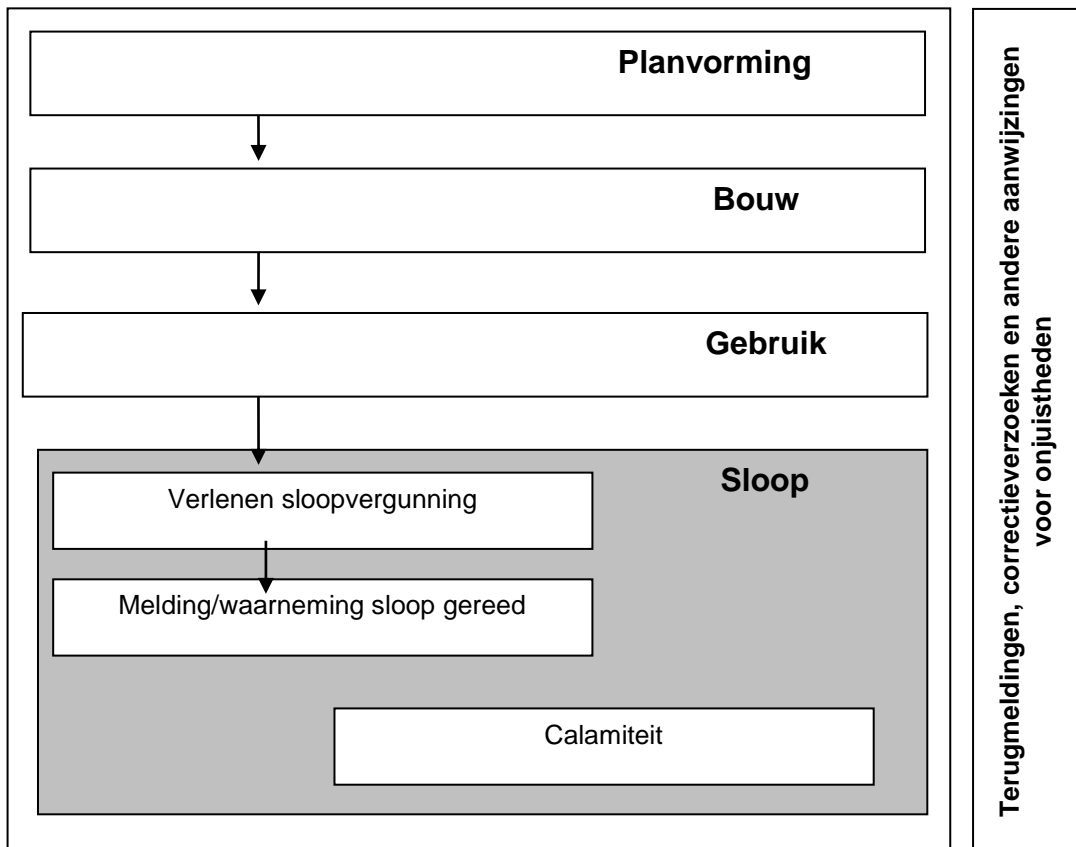 Planvorming
Bouw
Gebruik
Sloop
Verlenen sloopvergunning
Melding/waarneming sloop gereed
Calamiteit
Terugmeldingen, correctieverzoeken en andere aanwijzingen
voor onjuistheden